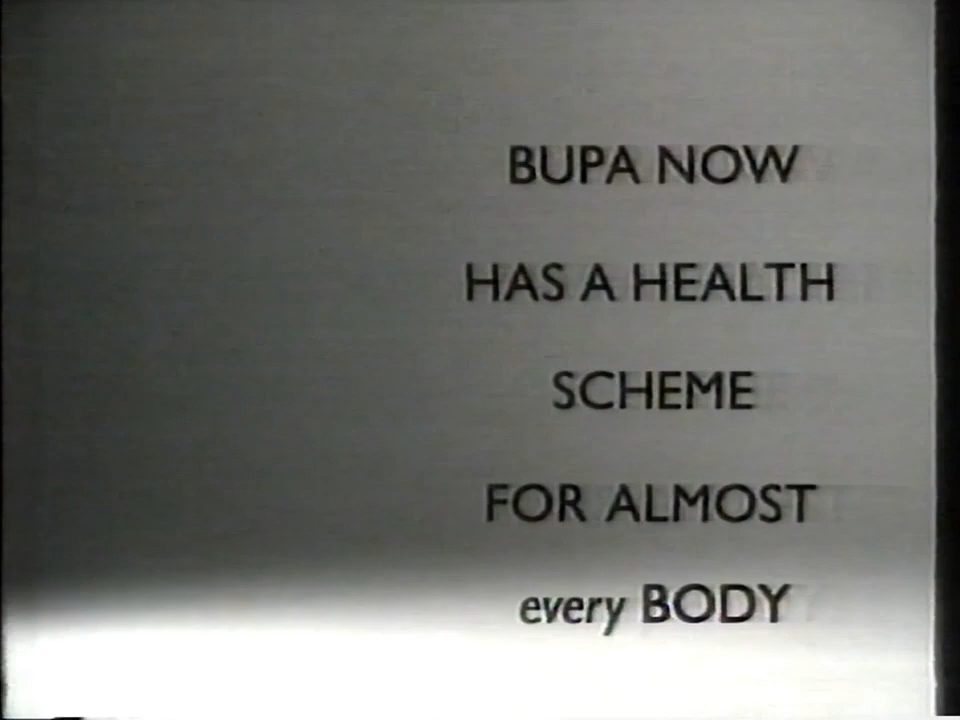 BUPA NOW
HAS A HEALTH
SCHEME
FOR ALMOST
every BODY